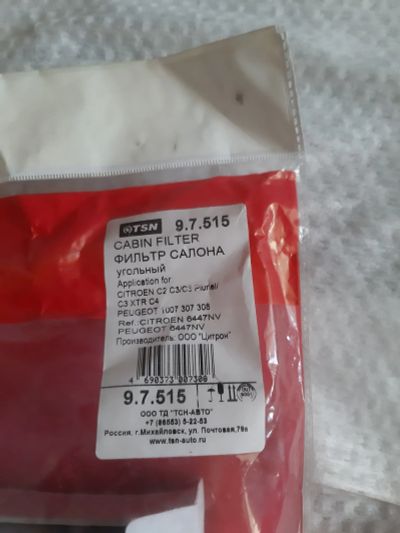 TSN 9.7.515
CABIN FILTER
ФИЛЬТР САЛОНА
угольный
Application for:
CITROEN C2 C3/C3 Pluriel/
C3 XTR C4
PEUGEOT 1007 307 308
Ref.:CITROEN 6447NV
PEUGEOT 6447NV
Производитель: ООО "Цитрон"
4 690373 007308
9.7.515
ООО ТД "ТСН-АВТО"
+7 (86553) 5-22-53
Россия, г.Михайловск, ул. Почтовая,79а
www.tsn-auto.ru